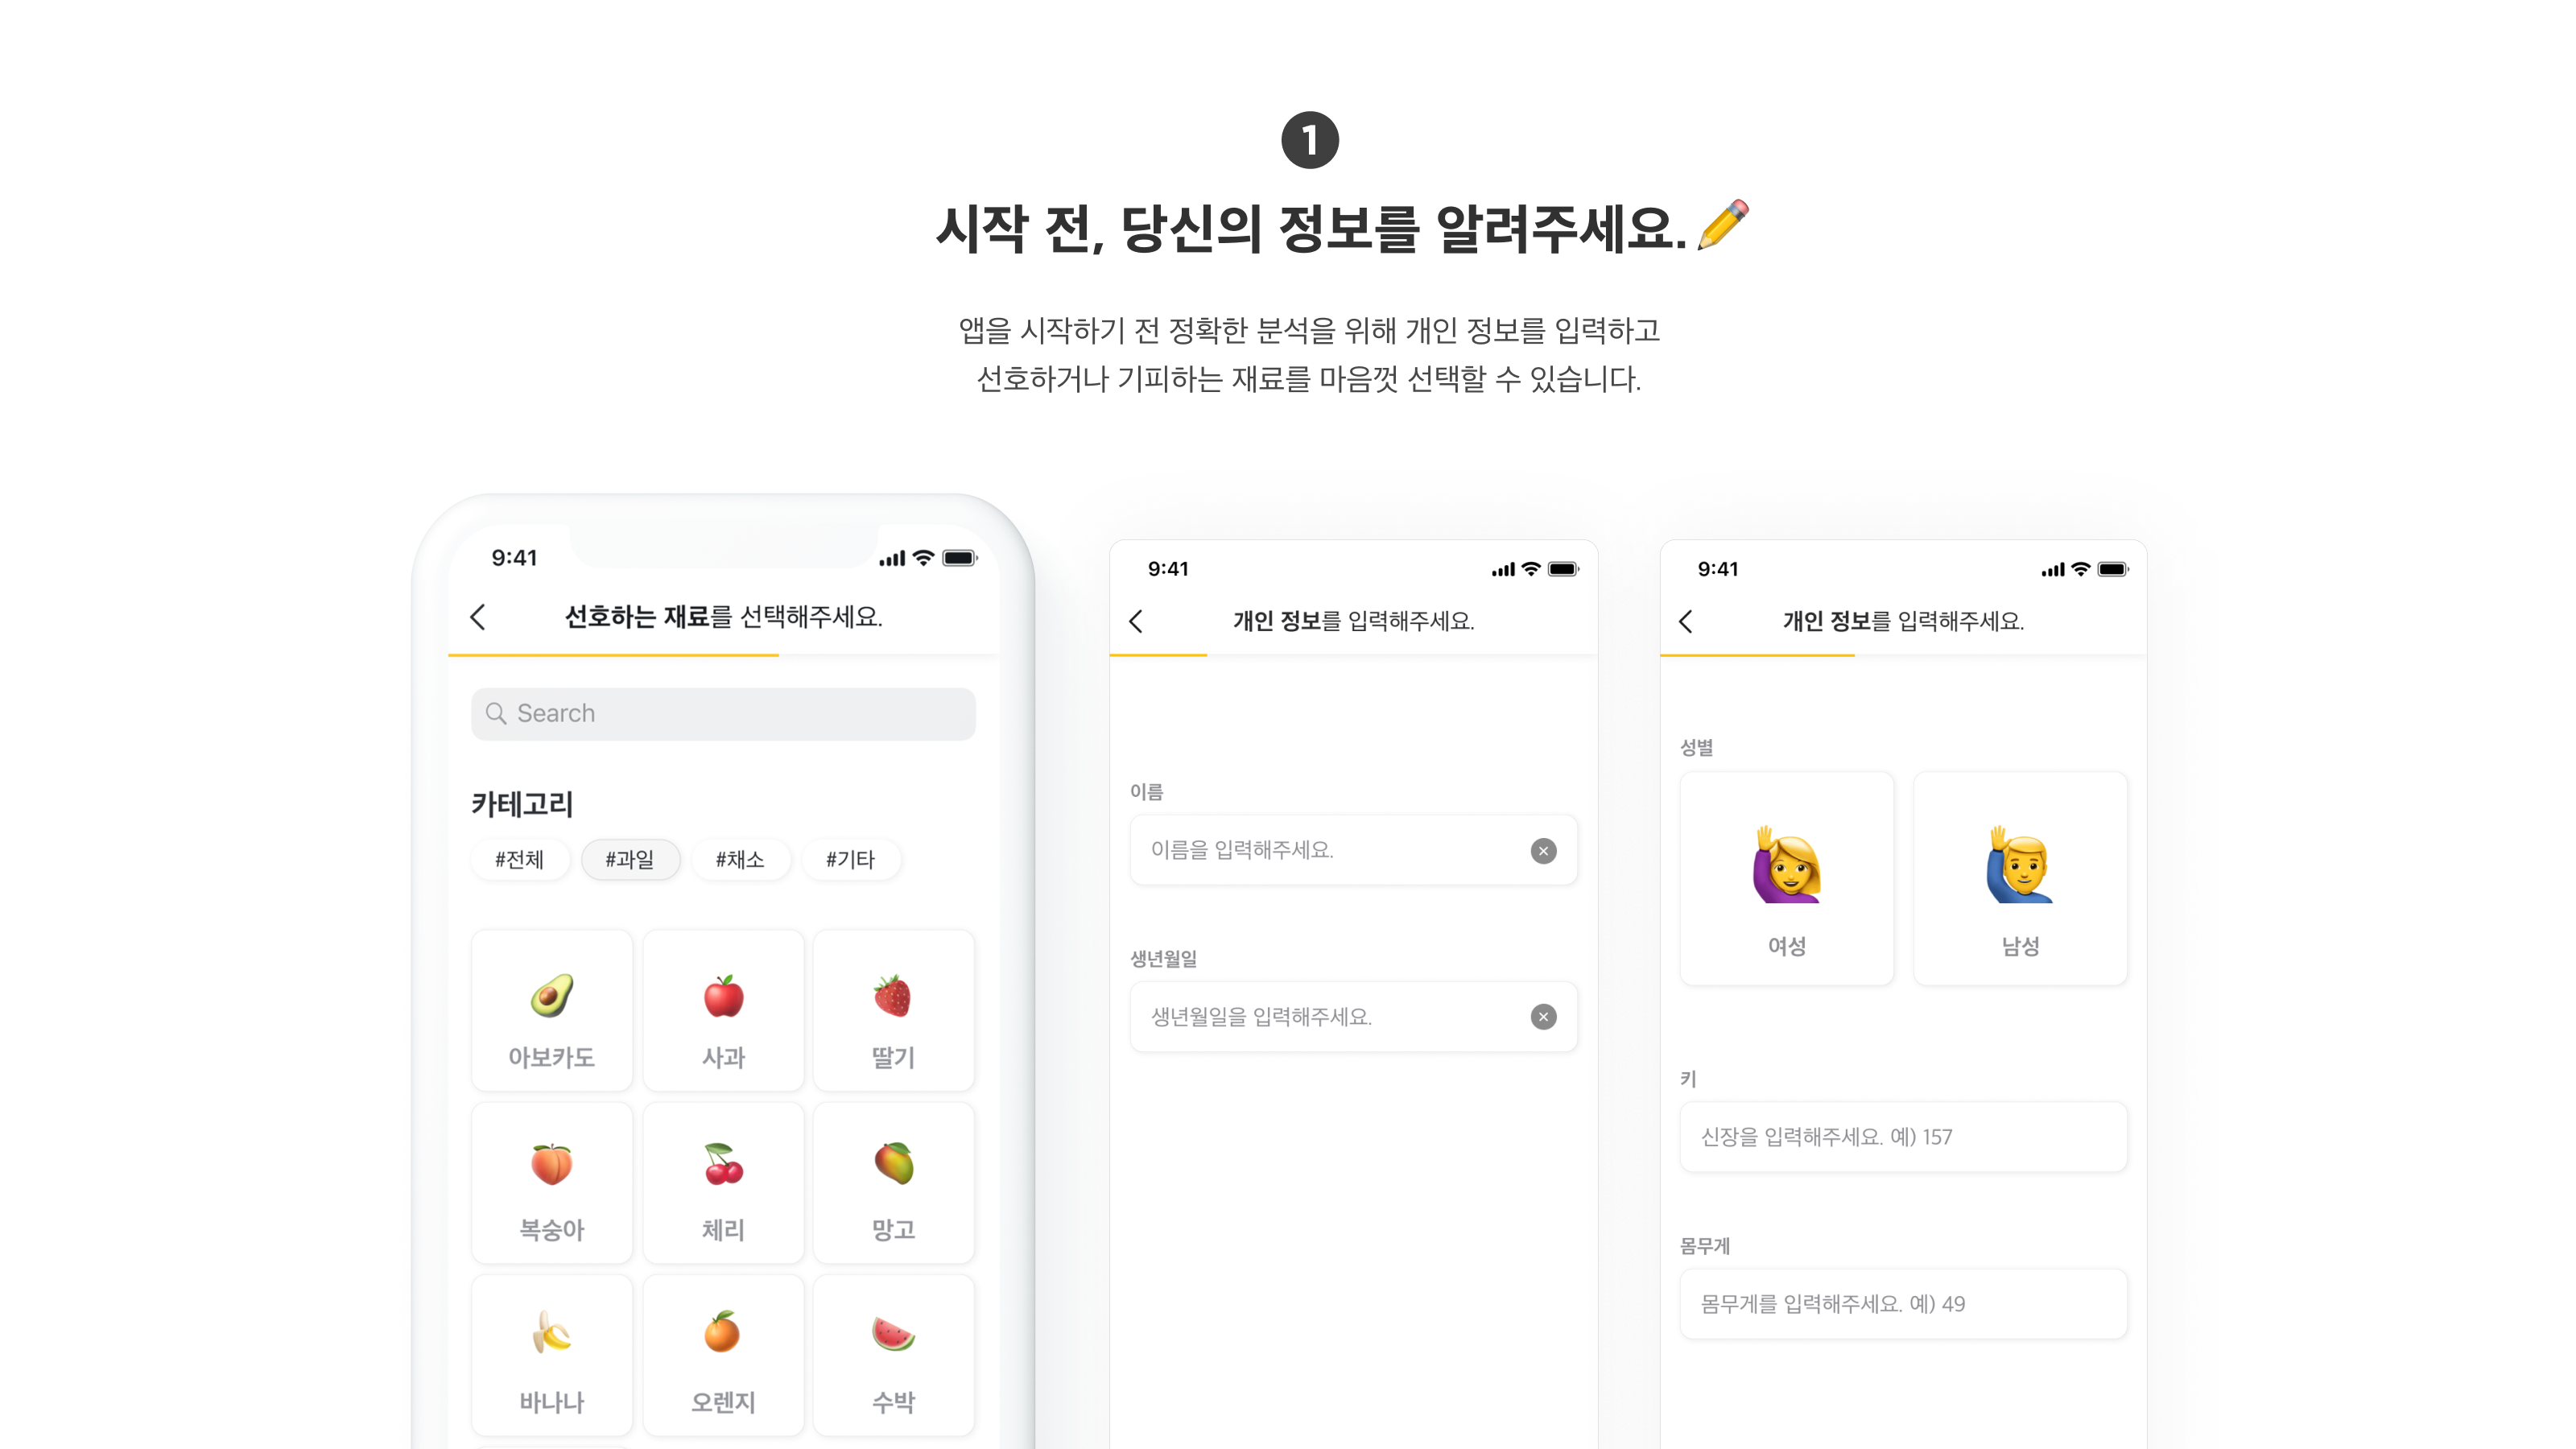 1
시작 전, 당신의 정보를 알려주세요.
앱을 시작하기 전 정확한 분석을 위해 개인 정보를 입력하고
선호하거나 기피하는 재료를 마음껏 선택할 수 있습니다.
9:41
선호하는 재료를 선택해주세요.
Search
카테고리
#전체 #과일 #채소 #기타
아보카도 사과 딸기
복숭아 체리 망고
바나나 오렌지 수박
9:41
개인 정보를 입력해주세요.
이름
이름을 입력해주세요.
생년월일
생년월일을 입력해주세요.
9:41
개인 정보를 입력해주세요.
성별
여성 남성
키
신장을 입력해주세요. 예) 157
몸무게
몸무게를 입력해주세요. 예) 49